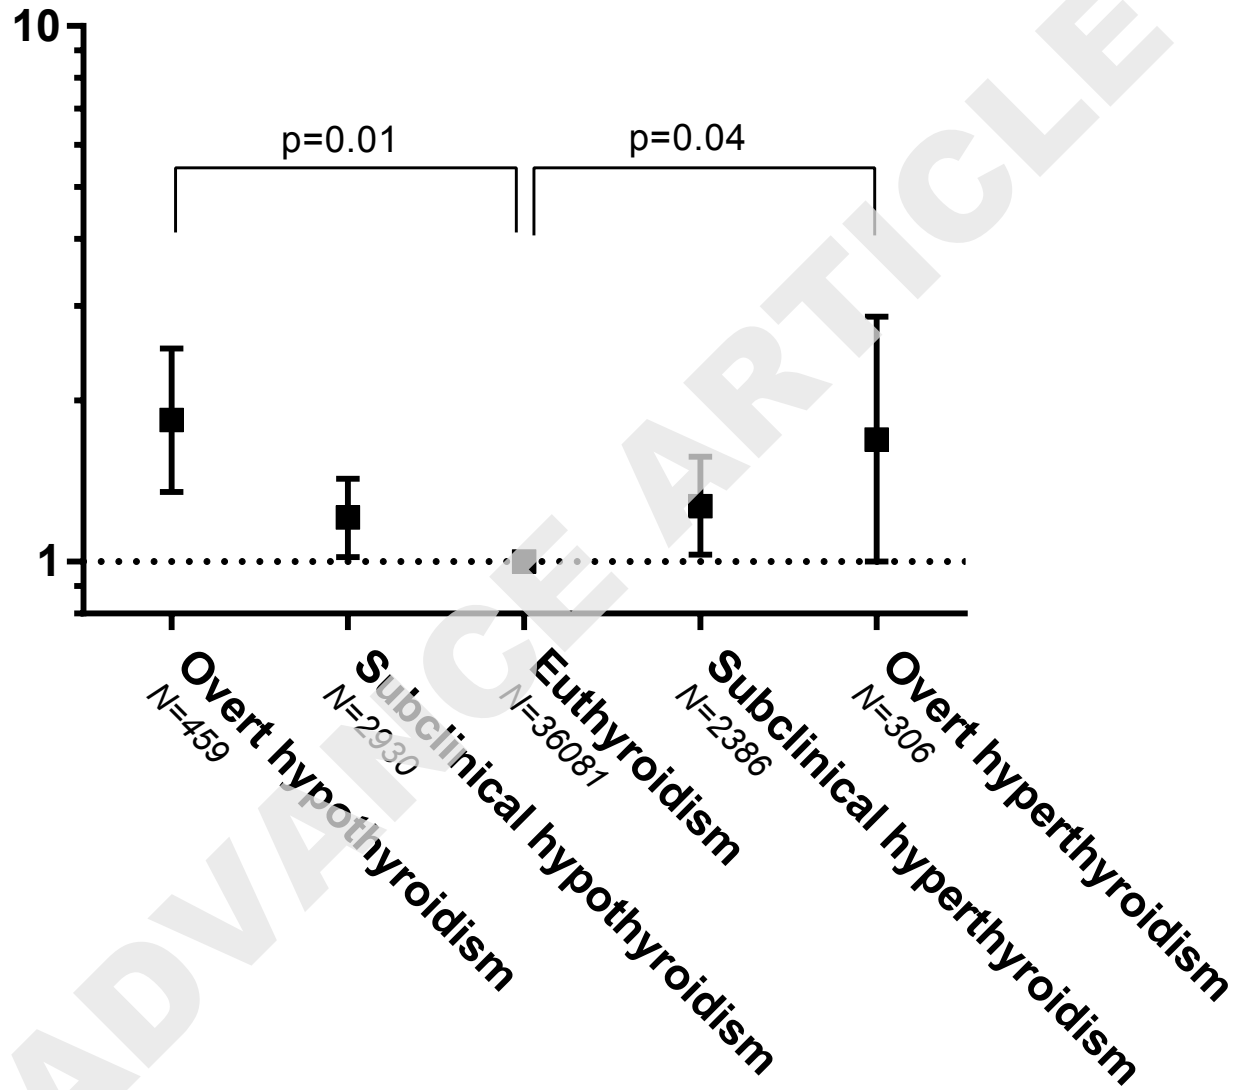 10
p=0.01
p=0.04
1
Overt hypothyroidism
N=459
Subclinical hypothyroidism
N=2930
Euthyroidism
N=36081
Subclinical hyperthyroidism
N=2386
Overt hyperthyroidism
N=306
ADVANCE ARTICLE